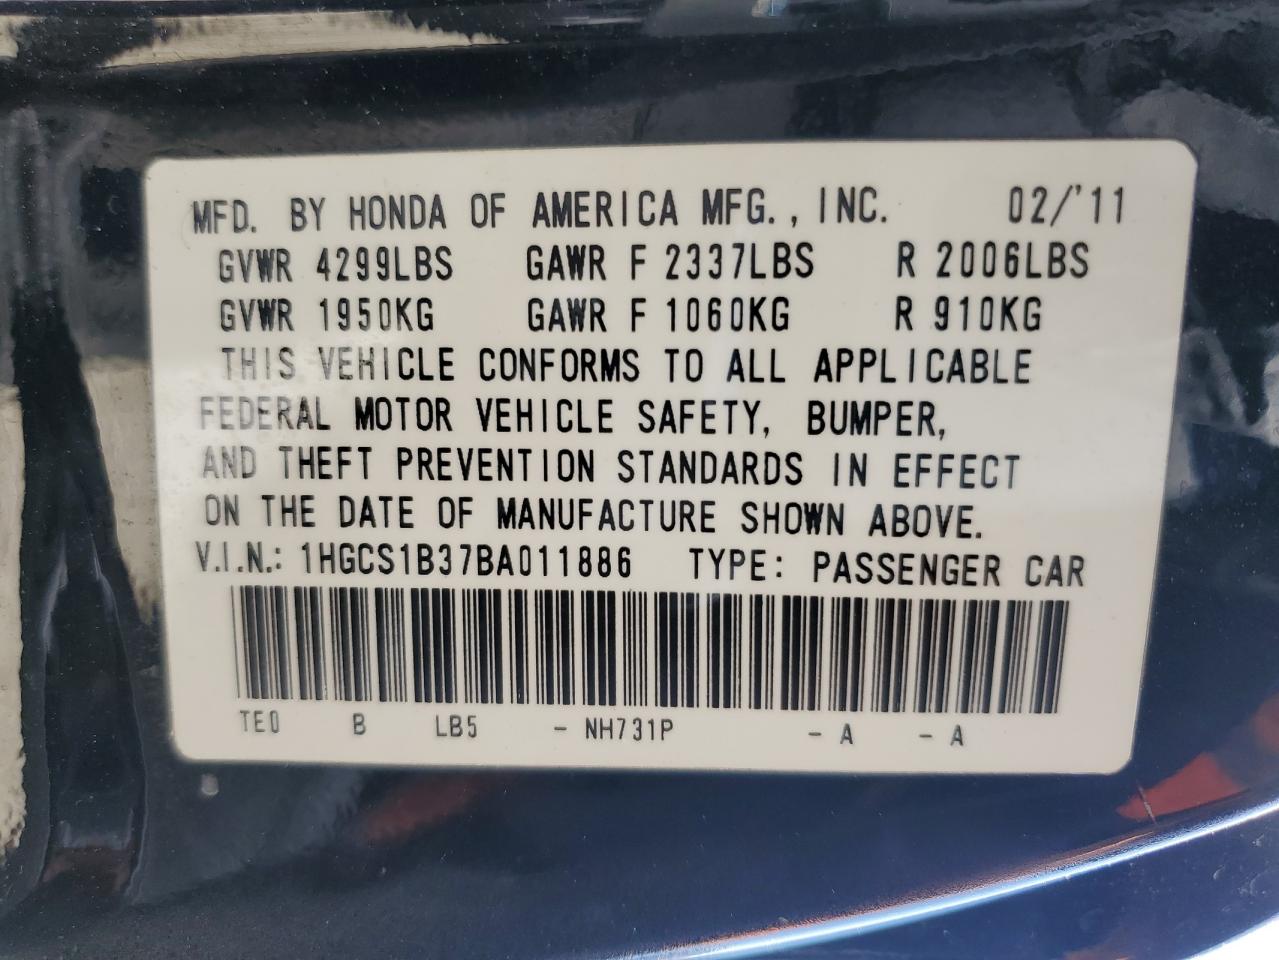 MFD. BY HONDA OF AMERICA MFG., INC. 02/'11
GVWR 4299LBS GAWR F 2337LBS R 2006LBS
GVWR 1950KG GAWR F 1060KG R 910KG
THIS VEHICLE CONFORMS TO ALL APPLICABLE
FEDERAL MOTOR VEHICLE SAFETY, BUMPER,
AND THEFT PREVENTION STANDARDS IN EFFECT
ON THE DATE OF MANUFACTURE SHOWN ABOVE.
V.I.N.: 1HGCS1B37BA011886 TYPE: PASSENGER CAR
TE0 B LB5 - NH731P - A - A